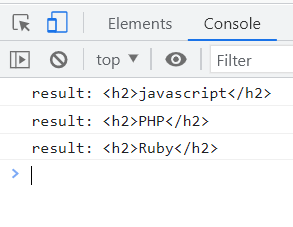 Elements
Console
top
Filter
result: <h2>javascript</h2>
result: <h2>PHP</h2>
result: <h2>Ruby</h2>